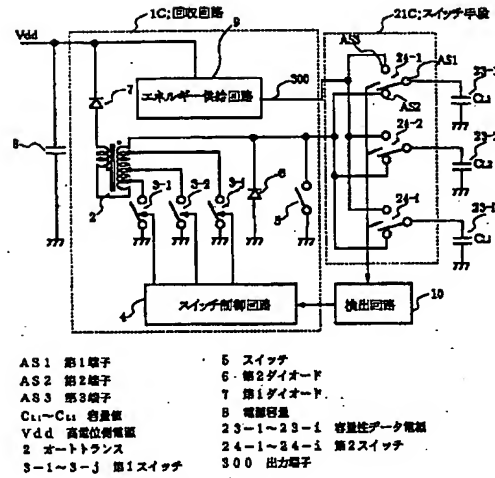 1C;回収回路
21C;スイッチ手段
Vdd
9
AS3
24-1
AS1
300
23-1
7
エネルギー供給回路
CL1
AS2
8
24-2
23-2
CL2
3-1
3-2
3-j
6
24-i
23-i
2
5
CLi
スイッチ制御回路
検出回路
10
4
AS1 第1端子
AS2 第2端子
AS3 第3端子
CL1~CLi 容量値
Vdd 高電位側電源
2 オートトランス
3-1~3-j 第1スイッチ
5 スイッチ
6 第2ダイオード
7 第1ダイオード
8 電源容量
23-1~23-i 容量性データ電極
24-1~24-i 第2スイッチ
300 出力端子